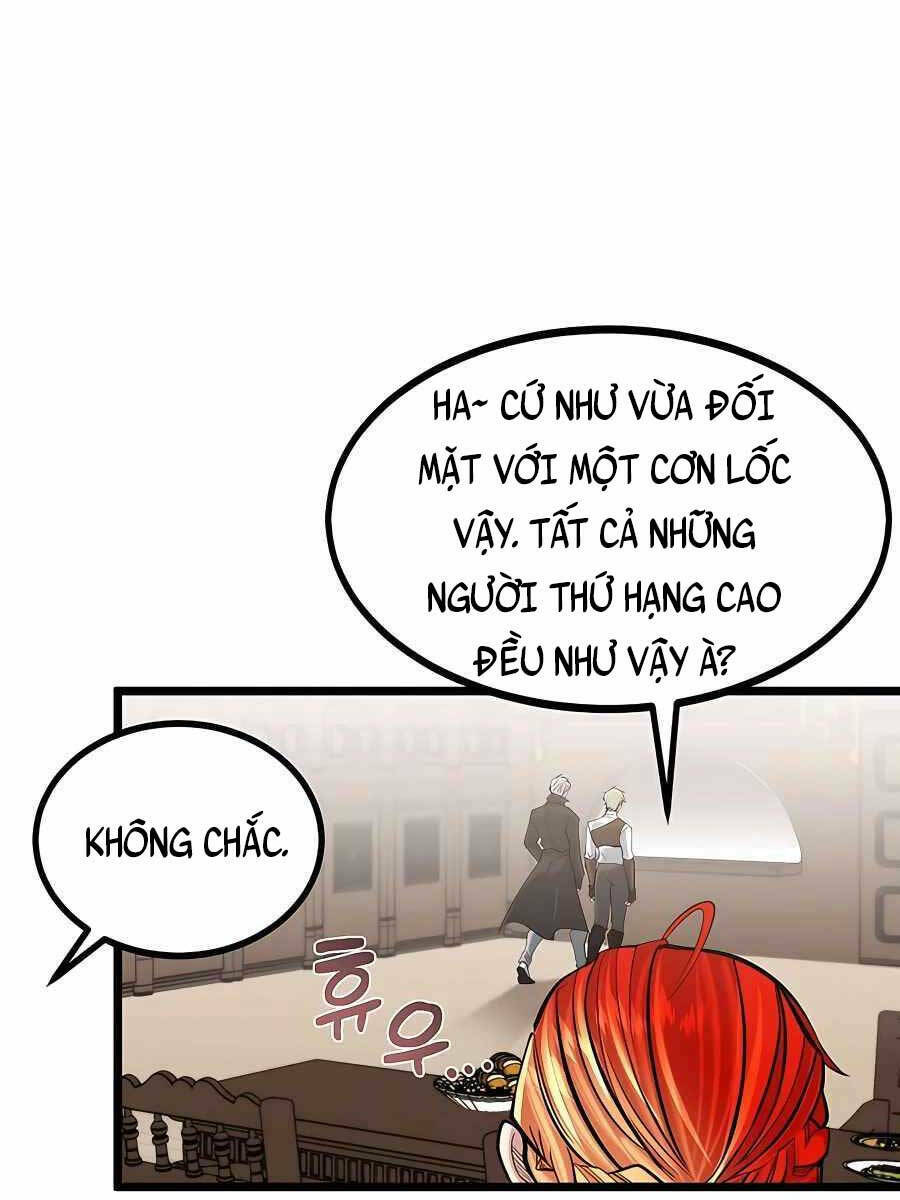 HA~ CỨ NHƯ VỪA ĐỐI
MẶT VỚI MỘT CƠN LỐC
VẬY. TẤT CẢ NHỮNG
NGƯỜI THỨ HẠNG CAO
ĐỀU NHƯ VẬY À?
KHÔNG CHẮC.
휴우...